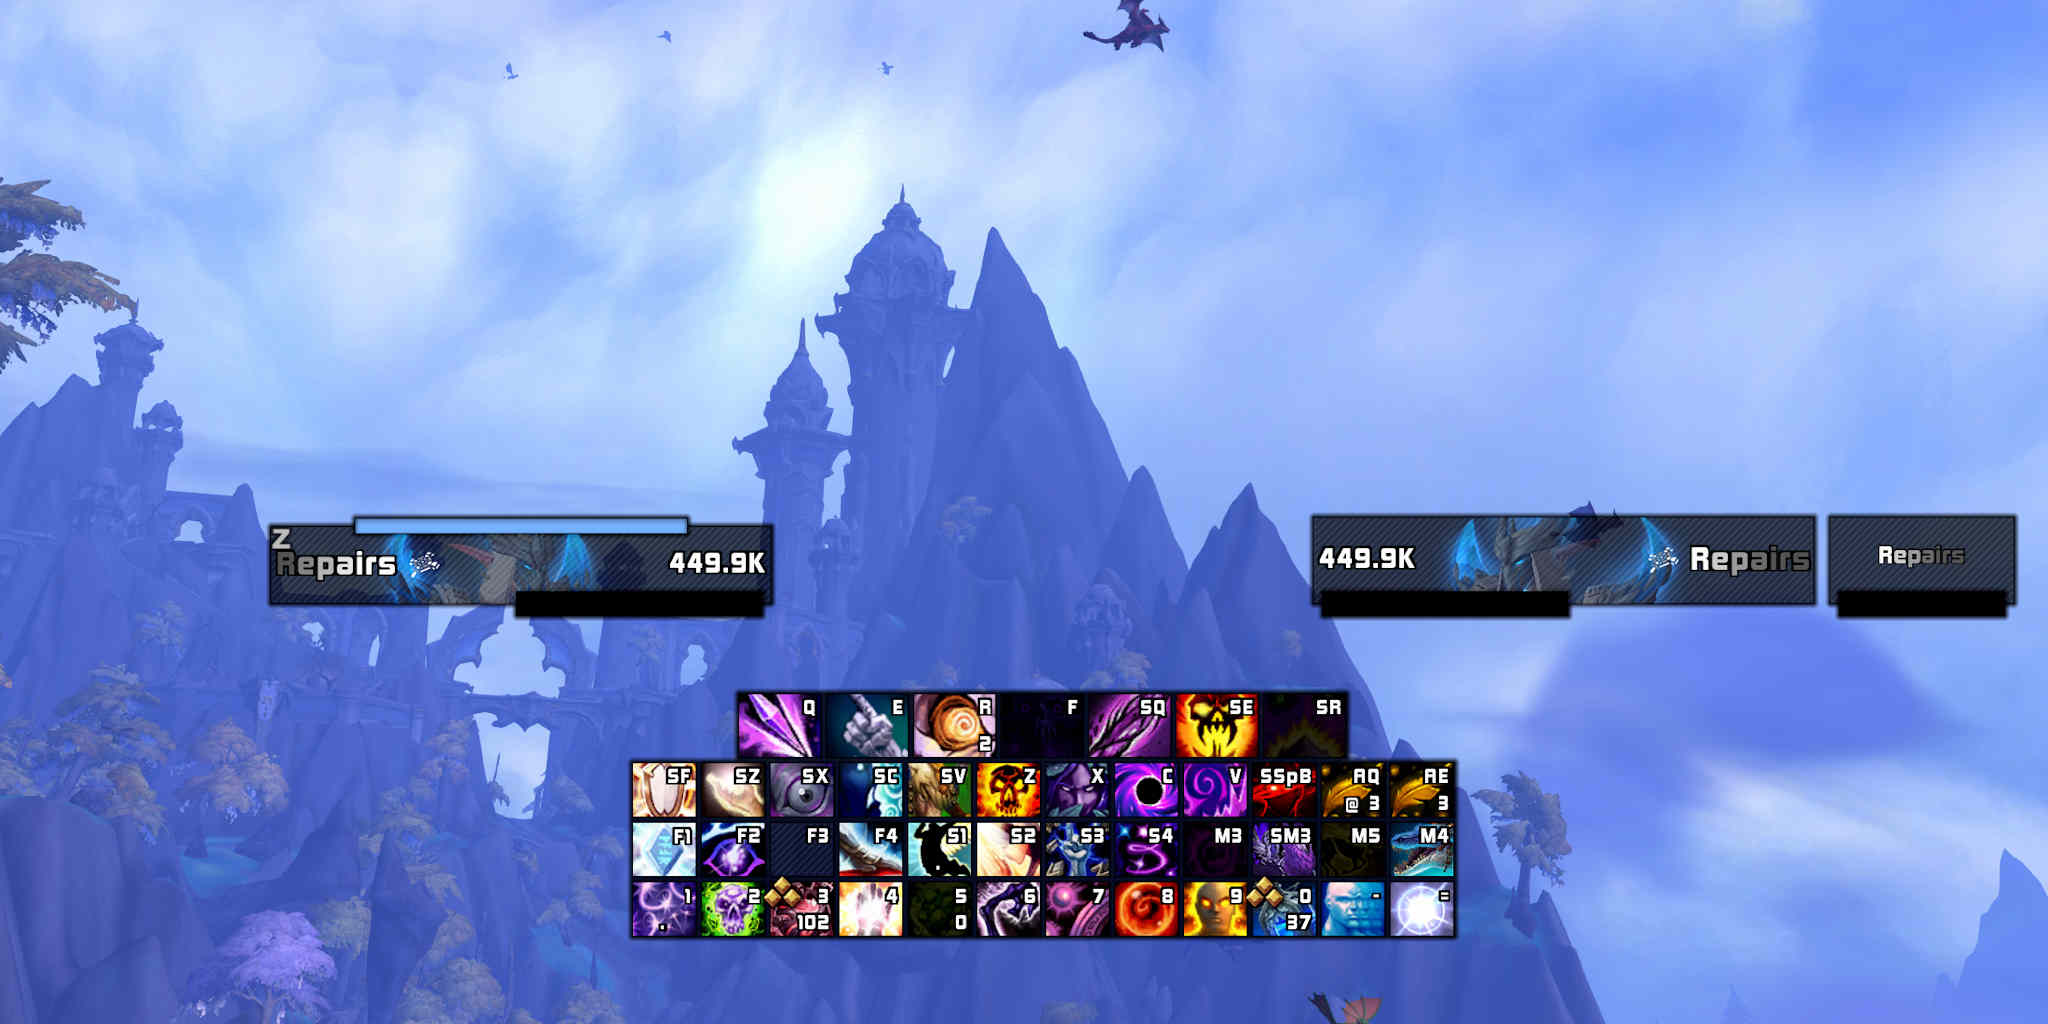 Z
Repairs 449.9K
449.9K Repairs
Repairs
Q E R F SQ SE SR
2
SF SZ SX SC SV Z X C V SSpB AQ AE
@ 3 3
F1 F2 F3 F4 S1 S2 S3 S4 M3 SM3 M5 M4
1 2 3 4 5 6 7 8 9 0 - =
. 102 0 37